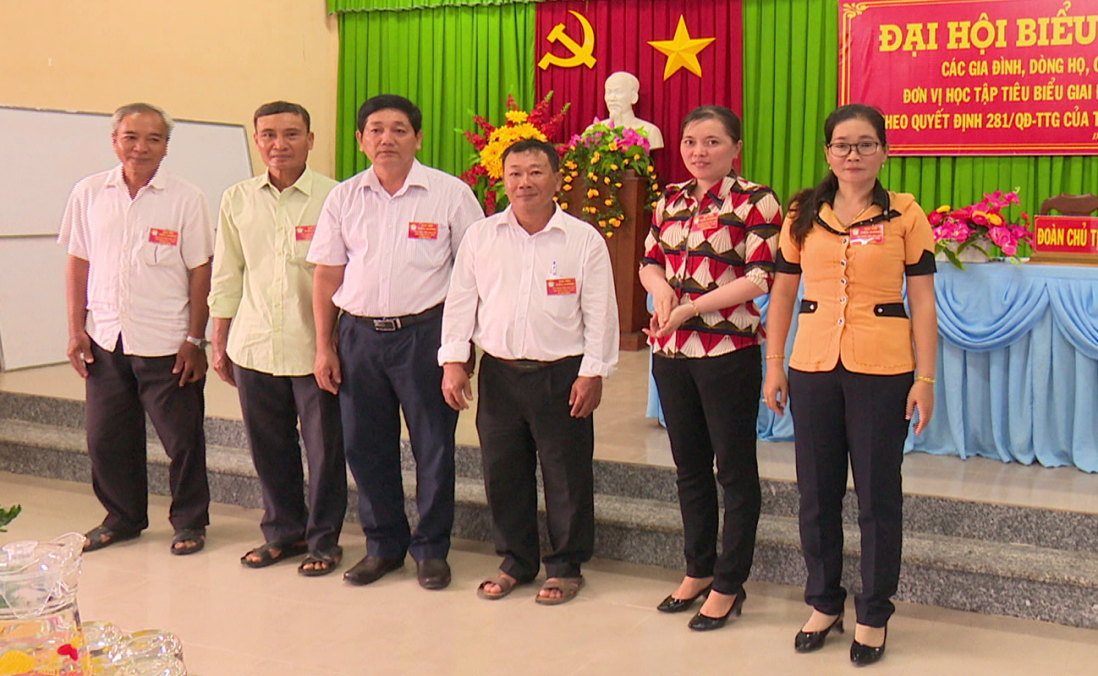 ĐẠI HỘI BIỂU
CÁC GIA ĐÌNH, DÒNG HỌ,
ĐƠN VỊ HỌC TẬP TIÊU BIỂU GIAI
HEO QUYẾT ĐỊNH 281/QĐ-TTG CỦA T
ĐOÀN CHỦ T